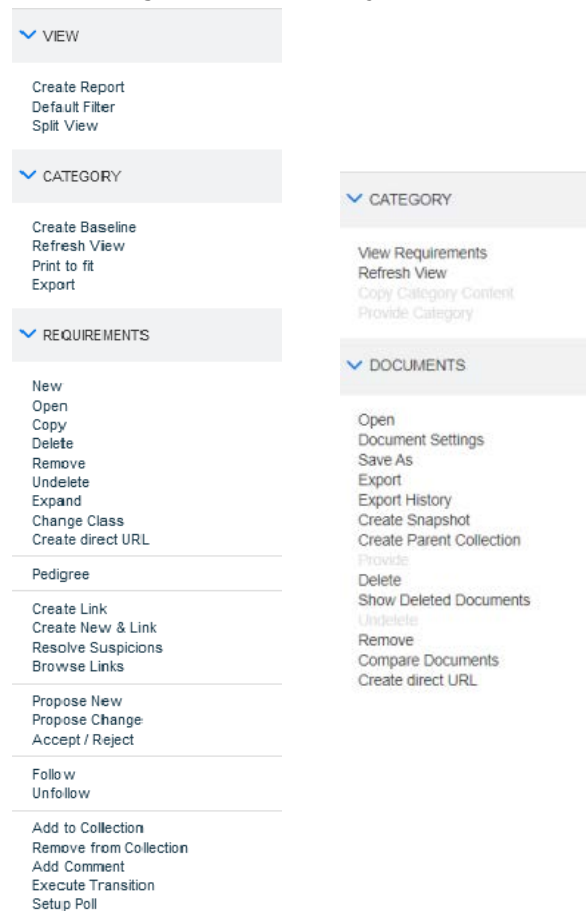 VIEW
Create Report
Default Filter
Split View
CATEGORY
Create Baseline
Refresh View
Print to fit
Export
REQUIREMENTS
New
Open
Copy
Delete
Remove
Undelete
Expand
Change Class
Create direct URL
Pedigree
Create Link
Create New & Link
Resolve Suspicions
Browse Links
Propose New
Propose Change
Accept / Reject
Follow
Unfollow
Add to Collection
Remove from Collection
Add Comment
Execute Transition
Setup Poll
CATEGORY
View Requirements
Refresh View
Copy Category Content
Provide Category
DOCUMENTS
Open
Document Settings
Save As
Export
Export History
Create Snapshot
Create Parent Collection
Provide
Delete
Show Deleted Documents
Undelete
Remove
Compare Documents
Create direct URL